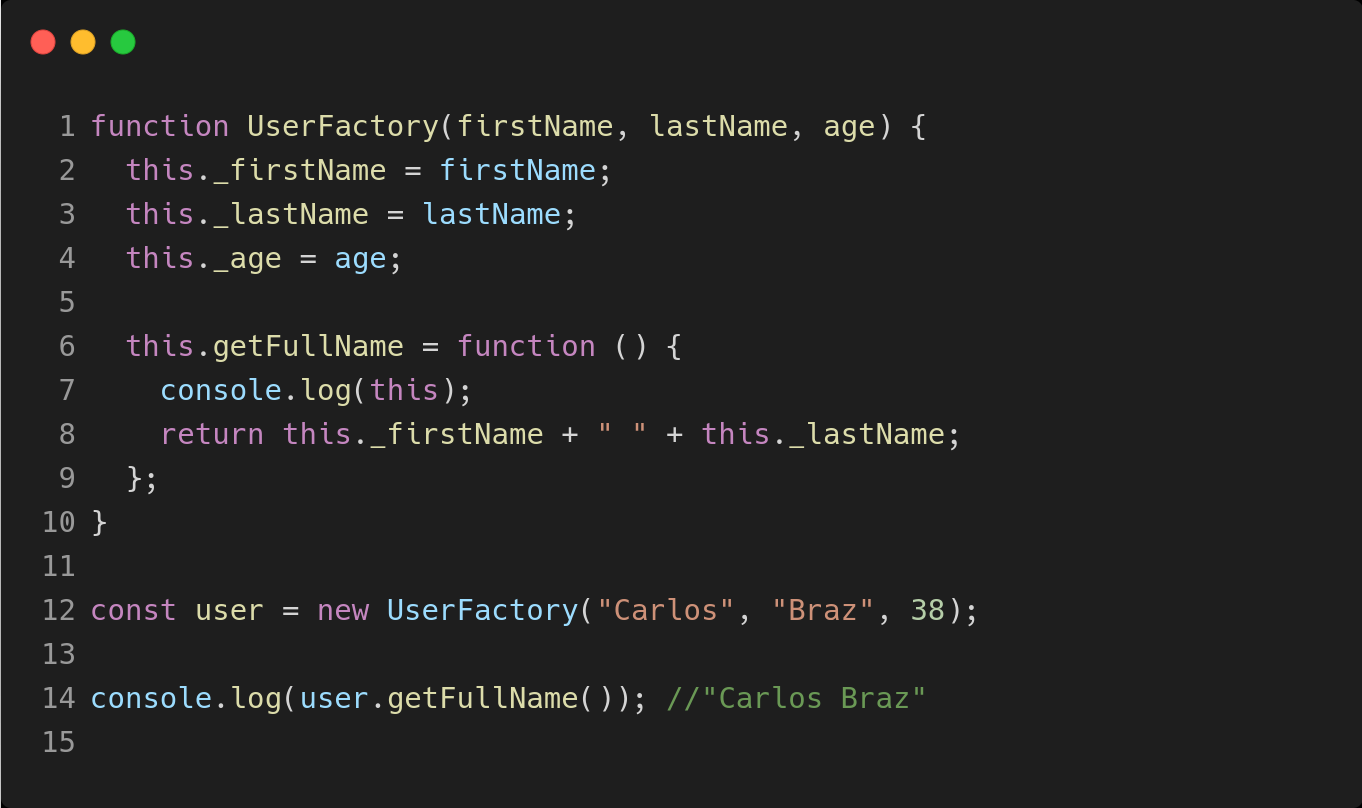 1 function UserFactory(firstName, lastName, age) {
2   this._firstName = firstName;
3   this._lastName = lastName;
4   this._age = age;
5
6   this.getFullName = function () {
7     console.log(this);
8     return this._firstName + " " + this._lastName;
9   };
10 }
11
12 const user = new UserFactory("Carlos", "Braz", 38);
13
14 console.log(user.getFullName()); //"Carlos Braz"
15